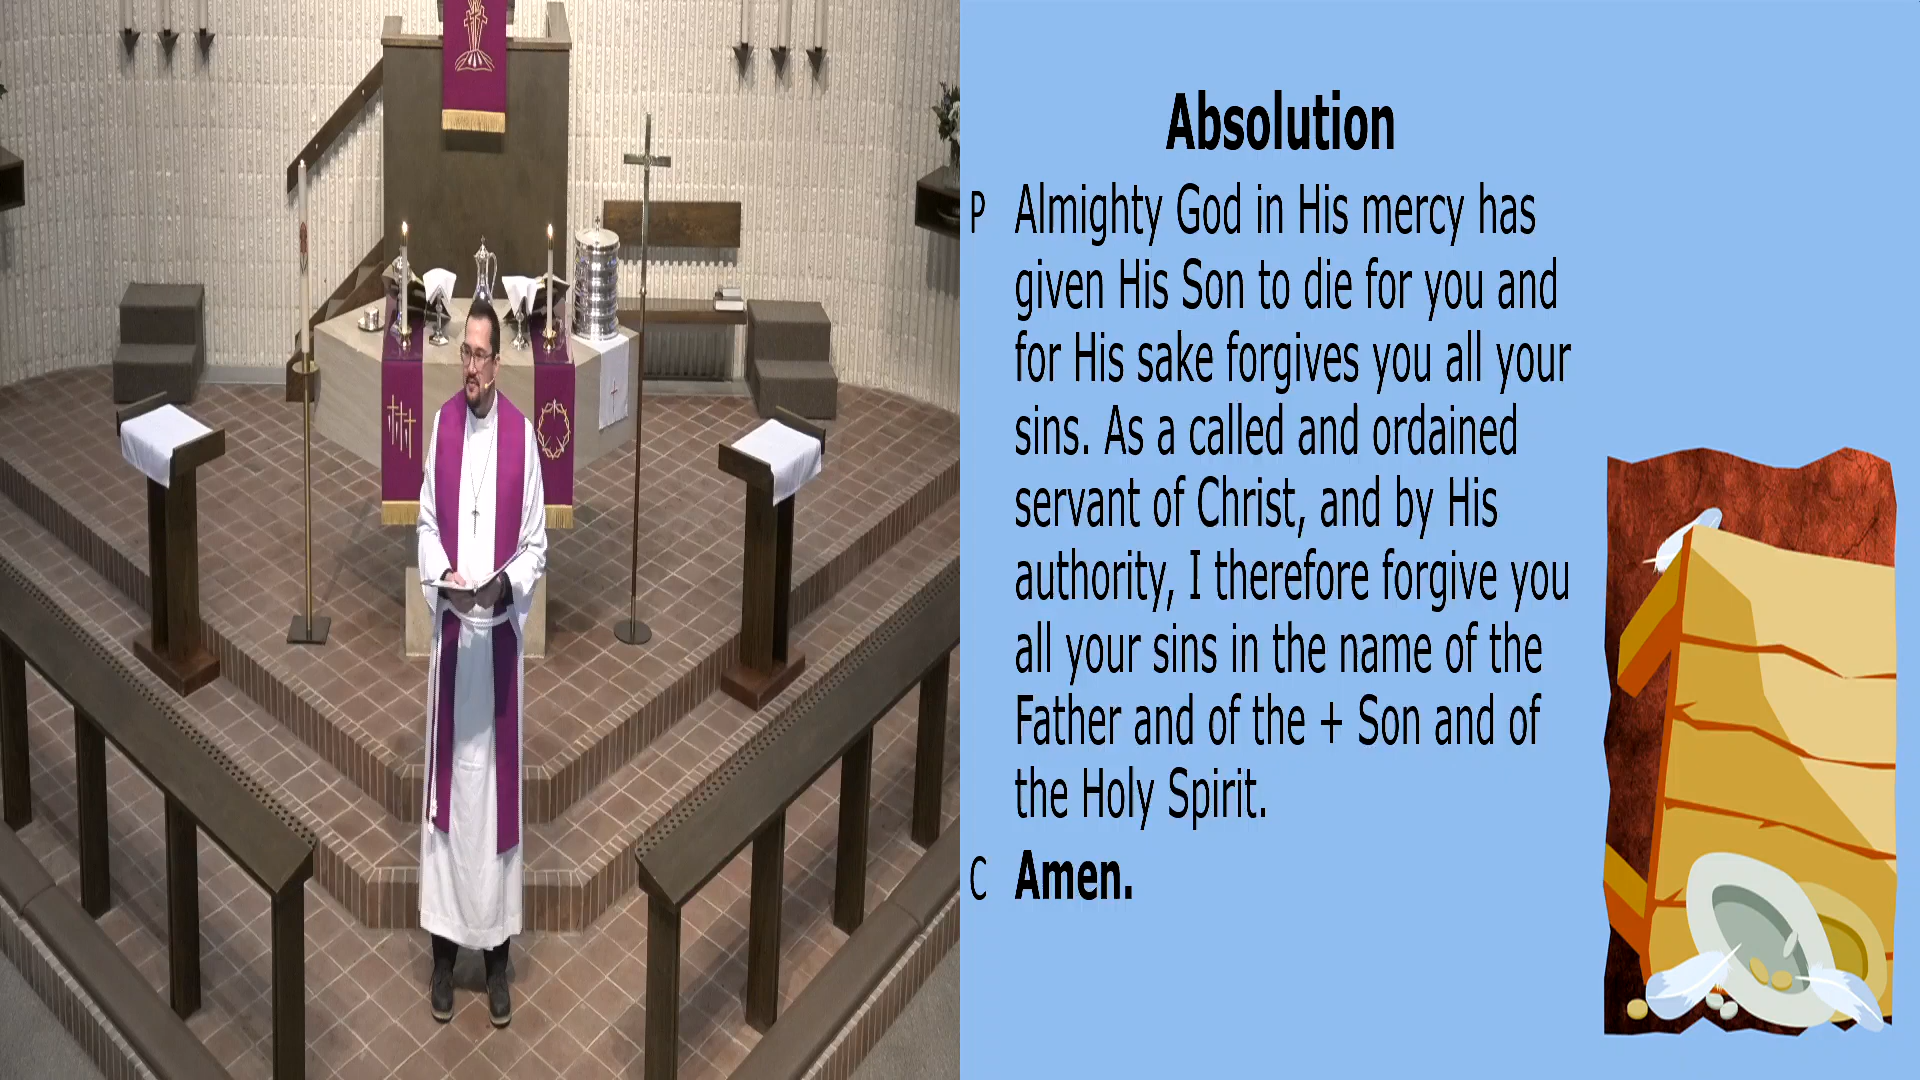 Absolution
P Almighty God in His mercy has
given His Son to die for you and
for His sake forgives you all your
sins. As a called and ordained
servant of Christ, and by His
authority, I therefore forgive you
all your sins in the name of the
Father and of the + Son and of
the Holy Spirit.
C Amen.